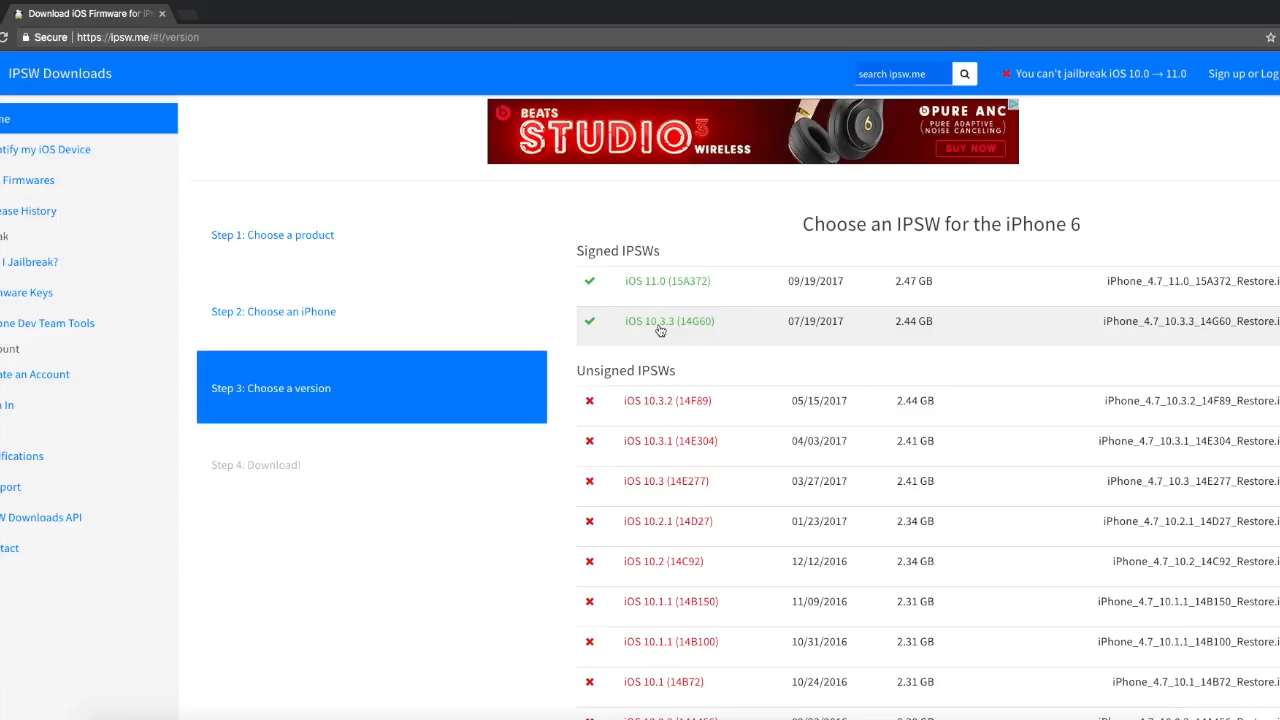 Download iOS Firmware for iP
Secure | https://ipsw.me/#!/version
IPSW Downloads
search ipsw.me
You can't jailbreak iOS 10.0 → 11.0
Sign up or Log
BEATS
STUDIO3
WIRELESS
6
PURE ANC
PURE ADAPTIVE
NOISE CANCELING
BUY NOW
me
ntify my iOS Device
Firmwares
ease History
ak
I Jailbreak?
ware Keys
one Dev Team Tools
ount
ate an Account
In
ifications
port
W Downloads API
tact
Step 1: Choose a product
Step 2: Choose an iPhone
Step 3: Choose a version
Step 4: Download!
Choose an IPSW for the iPhone 6
Signed IPSWs
iOS 11.0 (15A372) 09/19/2017 2.47 GB iPhone_4.7_11.0_15A372_Restore.i
iOS 10.3.3 (14G60) 07/19/2017 2.44 GB iPhone_4.7_10.3.3_14G60_Restore.i
Unsigned IPSWs
iOS 10.3.2 (14F89) 05/15/2017 2.44 GB iPhone_4.7_10.3.2_14F89_Restore.i
iOS 10.3.1 (14E304) 04/03/2017 2.41 GB iPhone_4.7_10.3.1_14E304_Restore.i
iOS 10.3 (14E277) 03/27/2017 2.41 GB iPhone_4.7_10.3_14E277_Restore.i
iOS 10.2.1 (14D27) 01/23/2017 2.34 GB iPhone_4.7_10.2.1_14D27_Restore.i
iOS 10.2 (14C92) 12/12/2016 2.34 GB iPhone_4.7_10.2_14C92_Restore.i
iOS 10.1.1 (14B150) 11/09/2016 2.31 GB iPhone_4.7_10.1.1_14B150_Restore.i
iOS 10.1.1 (14B100) 10/31/2016 2.31 GB iPhone_4.7_10.1.1_14B100_Restore.i
iOS 10.1 (14B72) 10/24/2016 2.31 GB iPhone_4.7_10.1_14B72_Restore.i